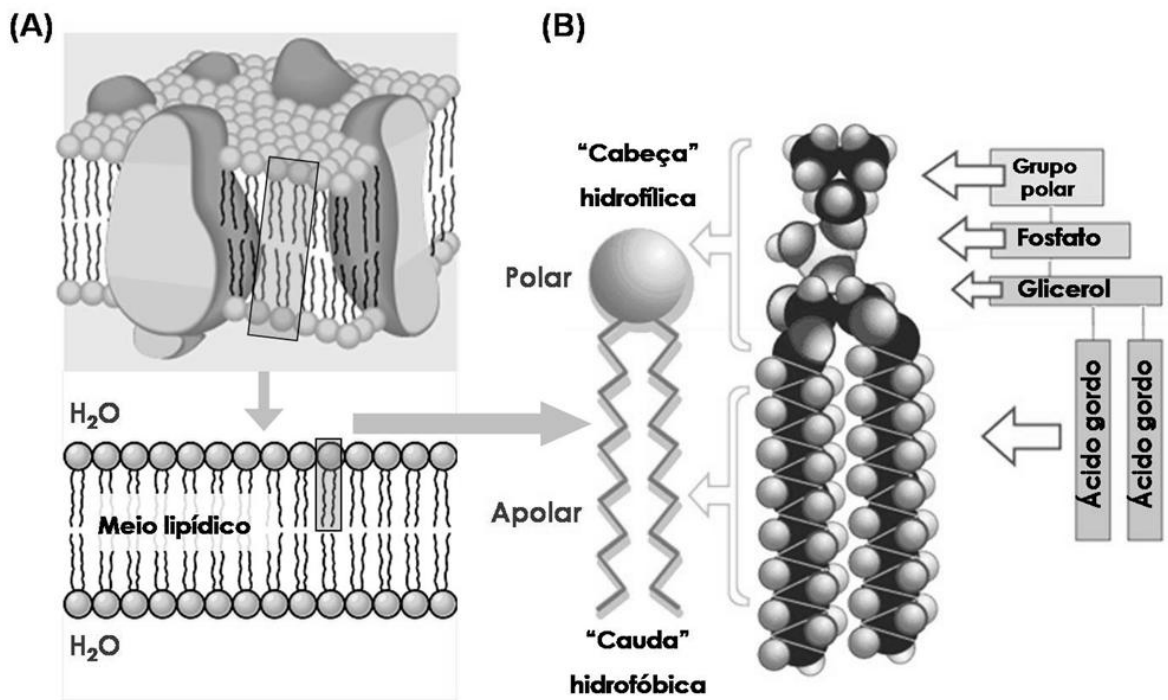 (A)
H₂O
Meio lipídico
H₂O
(B)
"Cabeça"
hidrofílica
Polar
Apolar
"Cauda"
hidrofóbica
Grupo
polar
Fosfato
Glicerol
Ácido gordo
Ácido gordo